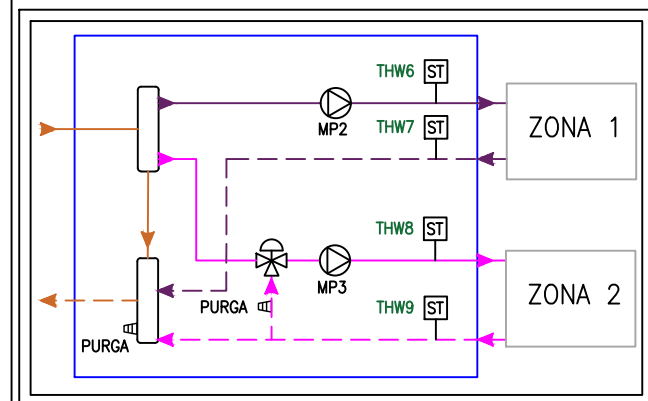 THW6 ST
MP2
THW7 ST
ZONA 1
THW8 ST
MP3
PURGA
THW9 ST
ZONA 2
PURGA